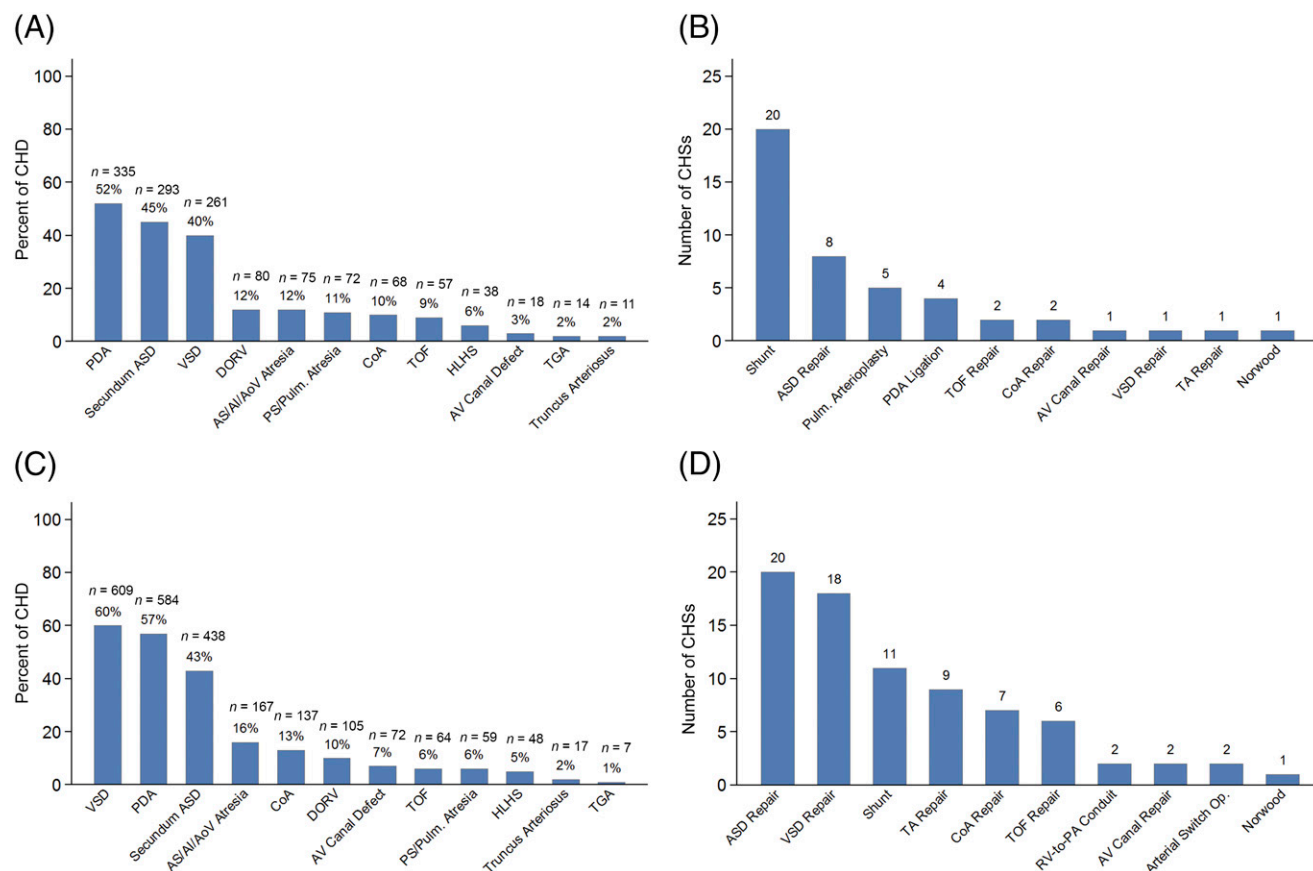 (A)
Percent of CHD
100
80
60
40
20
0
n = 335
52%
n = 293
45%
n = 261
40%
n = 80
12%
n = 75
12%
n = 72
11%
n = 68
10%
n = 57
9%
n = 38
6%
n = 18
3%
n = 14
2%
n = 11
2%
PDA
Secundum ASD
VSD
DORV
AS/AI/AoV Atresia
PS/Pulm. Atresia
CoA
TOF
HLHS
AV Canal Defect
TGA
Truncus Arteriosus
(B)
Number of CHSs
25
20
15
10
5
0
20
8
5
4
2
2
1
1
1
1
Shunt
ASD Repair
Pulm. Arterioplasty
PDA Ligation
TOF Repair
CoA Repair
AV Canal Repair
VSD Repair
TA Repair
Norwood
(C)
Percent of CHD
100
80
60
40
20
0
n = 609
60%
n = 584
57%
n = 438
43%
n = 167
16%
n = 137
13%
n = 105
10%
n = 72
7%
n = 64
6%
n = 59
6%
n = 48
5%
n = 17
2%
n = 7
1%
VSD
PDA
Secundum ASD
AS/AI/AoV Atresia
CoA
DORV
AV Canal Defect
TOF
PS/Pulm. Atresia
HLHS
Truncus Arteriosus
TGA
(D)
Number of CHSs
25
20
15
10
5
0
20
18
11
9
7
6
2
2
2
1
ASD Repair
VSD Repair
Shunt
TA Repair
CoA Repair
TOF Repair
RV-to-PA Conduit
AV Canal Repair
Arterial Switch Op.
Norwood